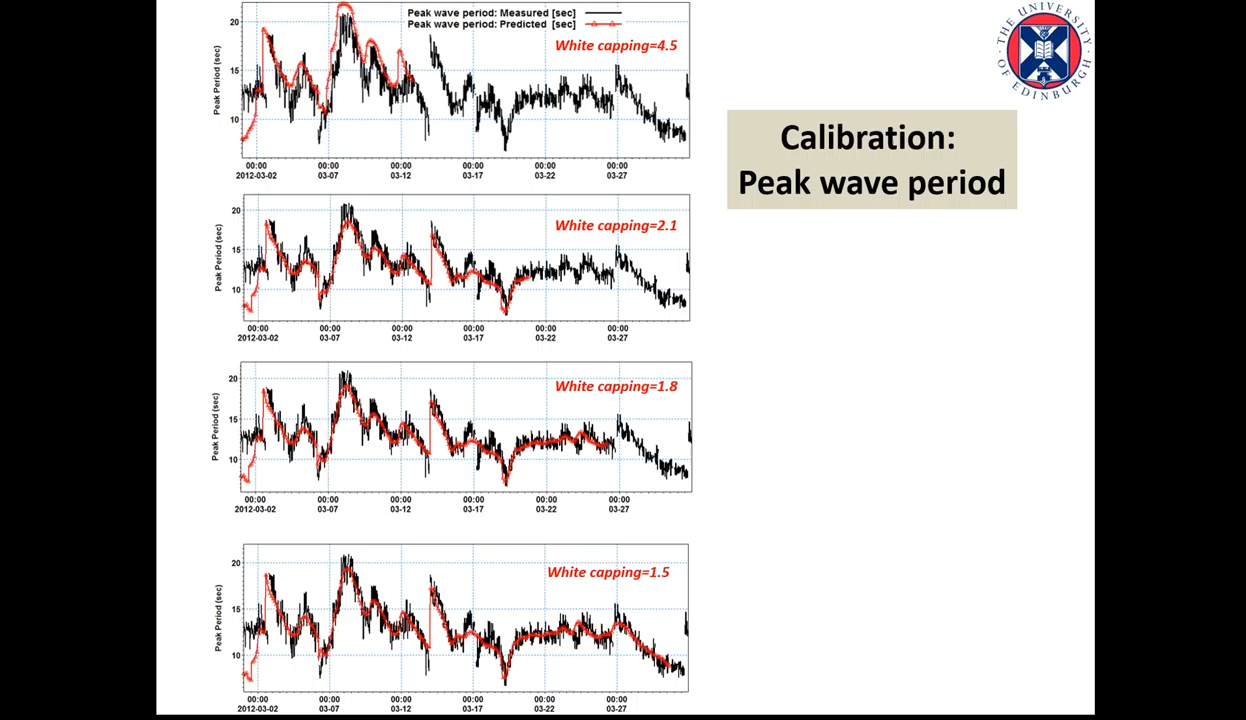 Peak wave period: Measured [sec]
Peak wave period: Predicted [sec]
White capping=4.5
Peak Period (sec)
20
15
10
00:00 00:00 00:00 00:00 00:00 00:00
2012-03-02 03-07 03-12 03-17 03-22 03-27
White capping=2.1
Peak Period (sec)
20
15
10
00:00 00:00 00:00 00:00 00:00 00:00
2012-03-02 03-07 03-12 03-17 03-22 03-27
White capping=1.8
Peak Period (sec)
20
15
10
00:00 00:00 00:00 00:00 00:00 00:00
2012-03-02 03-07 03-12 03-17 03-22 03-27
White capping=1.5
Peak Period (sec)
20
15
10
00:00 00:00 00:00 00:00 00:00 00:00
2012-03-02 03-07 03-12 03-17 03-22 03-27
THE UNIVERSITY
OF EDINBURGH
Calibration:
Peak wave period